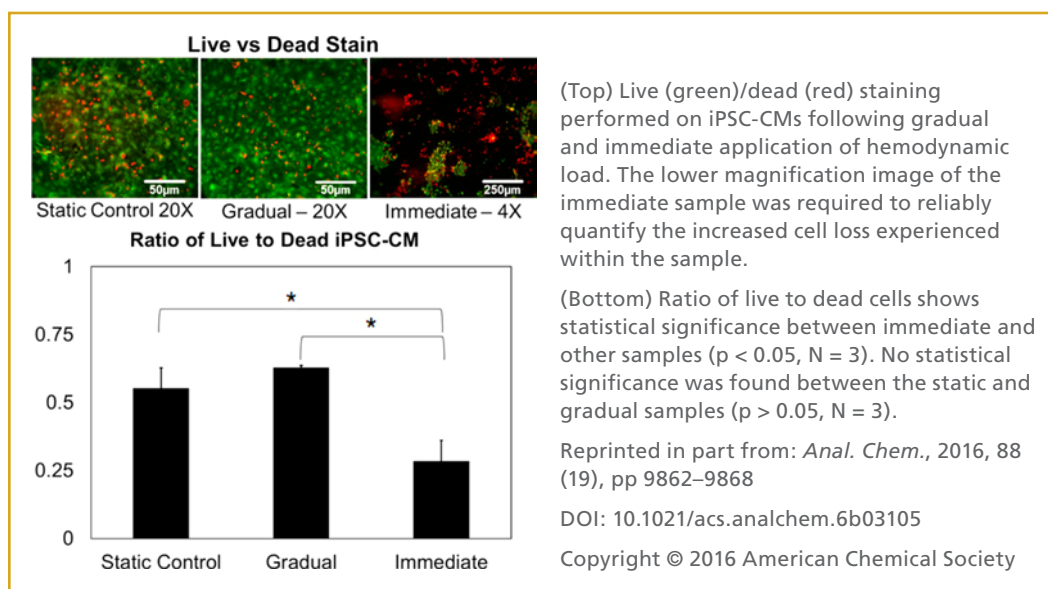 Live vs Dead Stain
50μm
50μm
250μm
Static Control 20X
Gradual – 20X
Immediate – 4X
Ratio of Live to Dead iPSC-CM
1
0.75
0.5
0.25
0
*
*
Static Control
Gradual
Immediate
(Top) Live (green)/dead (red) staining
performed on iPSC-CMs following gradual
and immediate application of hemodynamic
load. The lower magnification image of the
immediate sample was required to reliably
quantify the increased cell loss experienced
within the sample.
(Bottom) Ratio of live to dead cells shows
statistical significance between immediate and
other samples (p < 0.05, N = 3). No statistical
significance was found between the static and
gradual samples (p > 0.05, N = 3).
Reprinted in part from: Anal. Chem., 2016, 88
(19), pp 9862–9868
DOI: 10.1021/acs.analchem.6b03105
Copyright © 2016 American Chemical Society